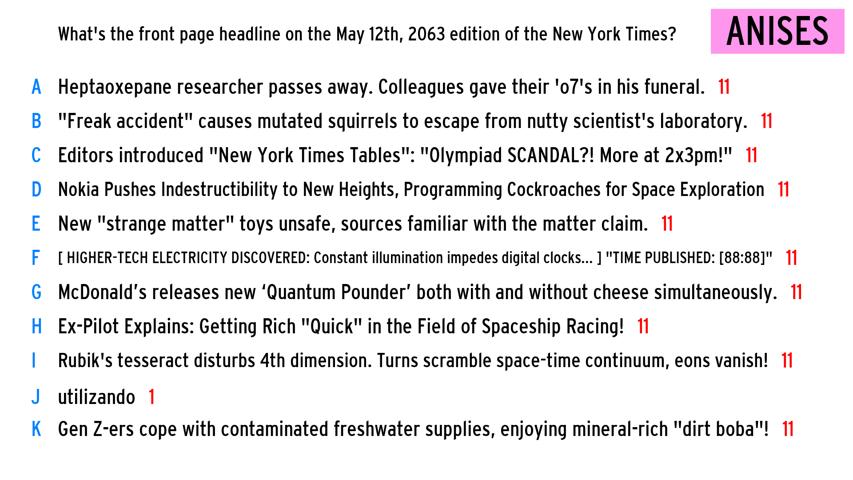 What's the front page headline on the May 12th, 2063 edition of the New York Times?
ANISES
A Heptaoxepane researcher passes away. Colleagues gave their 'o7's in his funeral. 11
B "Freak accident" causes mutated squirrels to escape from nutty scientist's laboratory. 11
C Editors introduced "New York Times Tables": "Olympiad SCANDAL?! More at 2x3pm!" 11
D Nokia Pushes Indestructibility to New Heights, Programming Cockroaches for Space Exploration 11
E New "strange matter" toys unsafe, sources familiar with the matter claim. 11
F [ HIGHER-TECH ELECTRICITY DISCOVERED: Constant illumination impedes digital clocks... ] "TIME PUBLISHED: [88:88]" 11
G McDonald’s releases new ‘Quantum Pounder’ both with and without cheese simultaneously. 11
H Ex-Pilot Explains: Getting Rich "Quick" in the Field of Spaceship Racing! 11
I Rubik's tesseract disturbs 4th dimension. Turns scramble space-time continuum, eons vanish! 11
J utilizando 1
K Gen Z-ers cope with contaminated freshwater supplies, enjoying mineral-rich "dirt boba"! 11